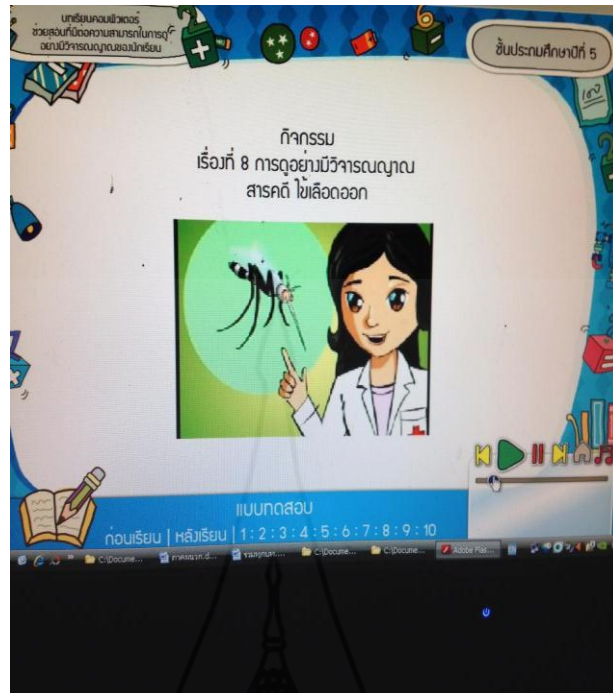 บทเรียนคอมพิวเตอร์
ช่วยสอนที่มีต่อความสามารถในการดู
อย่างมีวิจารณญาณของนักเรียน
ชั้นประถมศึกษาปีที่ 5
100
กิจกรรม
เรื่องที่ 8 การดูอย่างมีวิจารณญาณ
สารคดี ไข้เลือดออก
แบบทดสอบ
ก่อนเรียน | หลังเรียน | 1 : 2 : 3 : 4 : 5 : 6 : 7 : 8 : 9 : 10
C:\Docume... C:\Docume... C:\Docume... Adobe Flas...